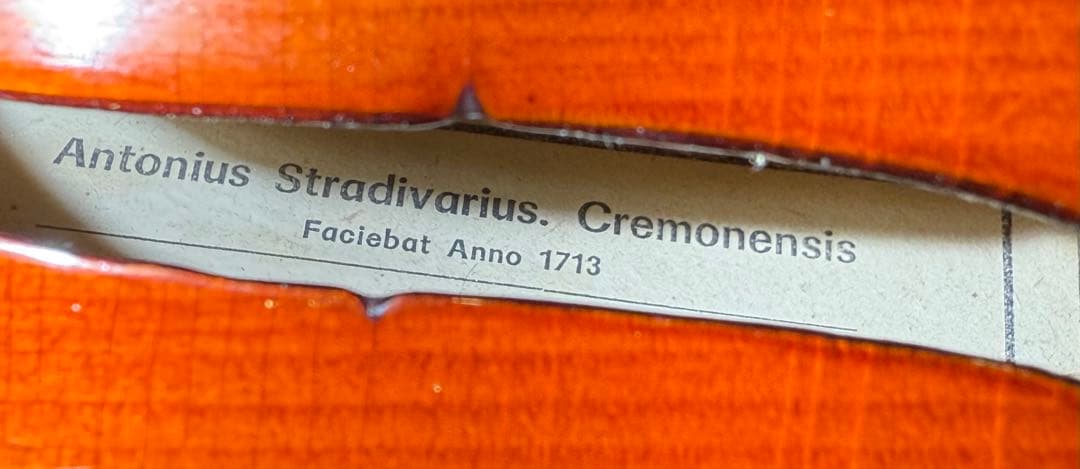 Antonius Stradivarius. Cremonensis
Faciebat Anno 1713